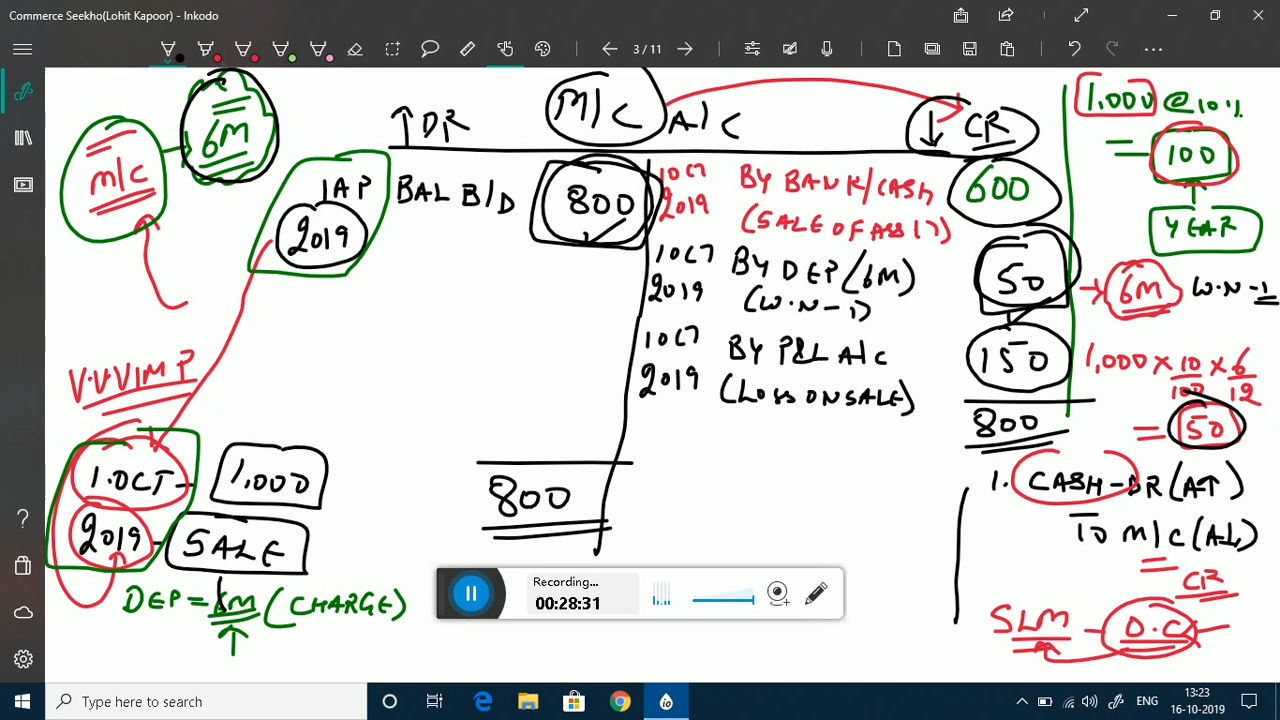 Commerce Seekho(Lohit Kapoor) - Inkodo
3 / 11
M/C
6M
↑ DR
M/C A/C
↓ CR
1 AP
2019
BAL B/D
800
1 OCT
2019
BY BANK/CASH
(SALE OF ASS
600
1 OCT
2019
BY DEP (6M)
(W.N-1)
50
1 OCT
2019
BY P&L A/C
(LOSS ON SALE)
150
800
800
1,000 @ 10%
= 100
YEAR
6M W.N-1
1,000 × 10/100 × 6/12
= 50
V.V.V IMP
1.OCT - 1,000
2019 - SALE
DEP = 6M (CHARGE)
1. CASH-DR (A↑)
TO M/C (A↓)
CR
SLM - O.C
Recording...
00:28:31
Type here to search
ENG
13:23
16-10-2019